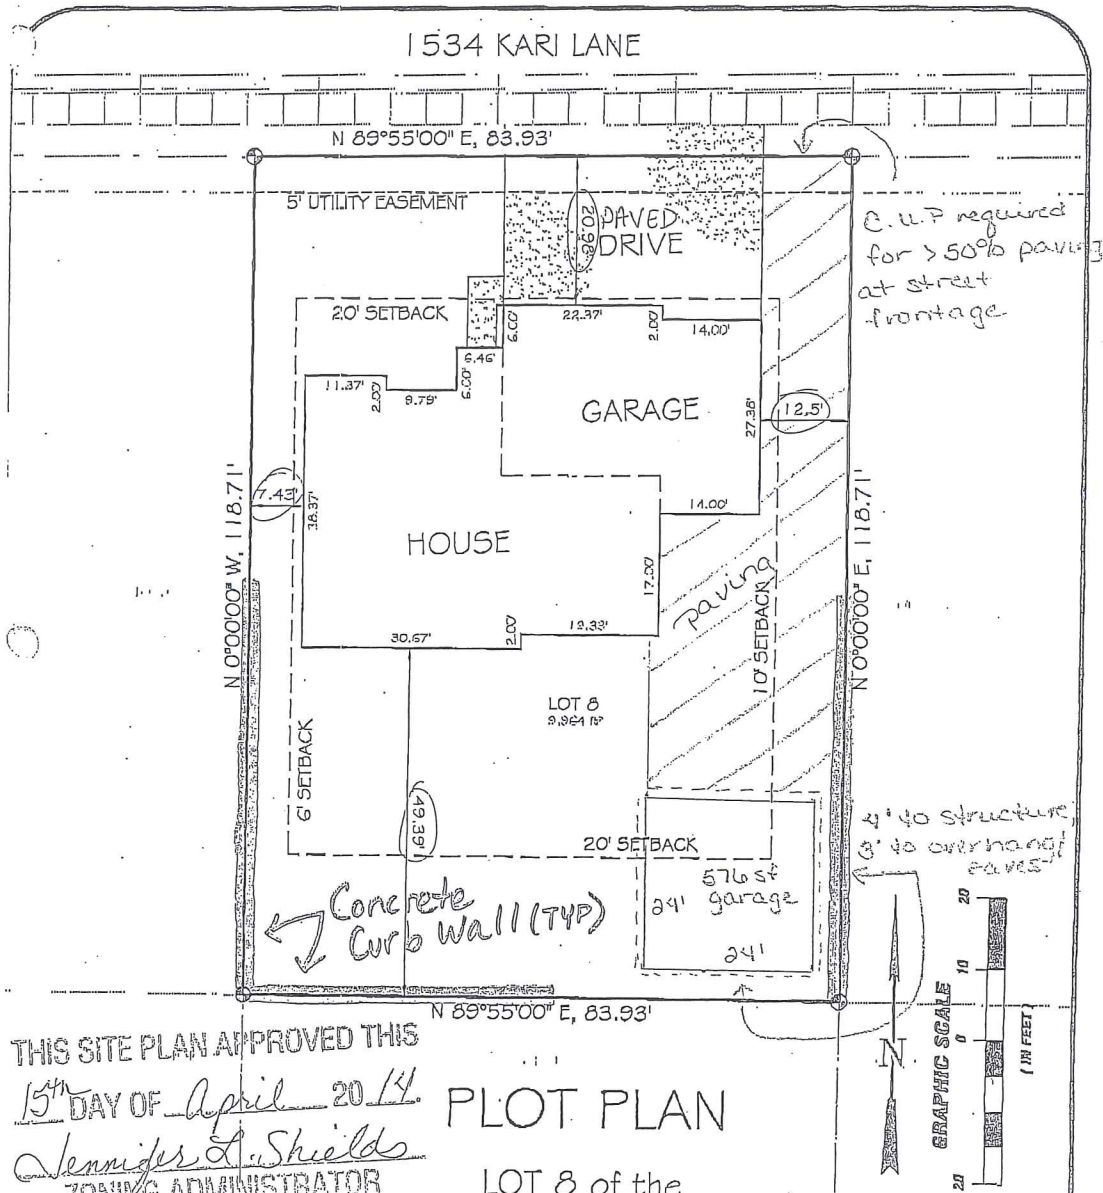 1534 KARI LANE
N 89°55'00" E, 83.93'
5' UTILITY EASEMENT
20.98'
PAVED
DRIVE
C.U.P required
for >50% paving
at street
frontage
20' SETBACK
6.00'
22.37'
2.00'
14.00'
6.46'
11.37'
2.00'
9.79'
6.00'
GARAGE
27.38'
12.5'
7.43'
38.37'
14.00'
N 0°00'00" W, 118.71'
HOUSE
17.00'
paving
10' SETBACK
N 0°00'00" E, 118.71'
30.67'
2.00'
12.33'
LOT 8
9,964 ft²
6' SETBACK
49.39'
20' SETBACK
4' to structure,
3' to overhang/
eaves
576 sf
garage
24'
24'
Concrete
Curb Wall (TYP)
N 89°55'00" E, 83.93'
THIS SITE PLAN APPROVED THIS
15th DAY OF April 2014.
Jennifer L. Shields
ZONING ADMINISTRATOR
N
GRAPHIC SCALE
20
10
0
20
( IN FEET )
PLOT PLAN
LOT 8 of the